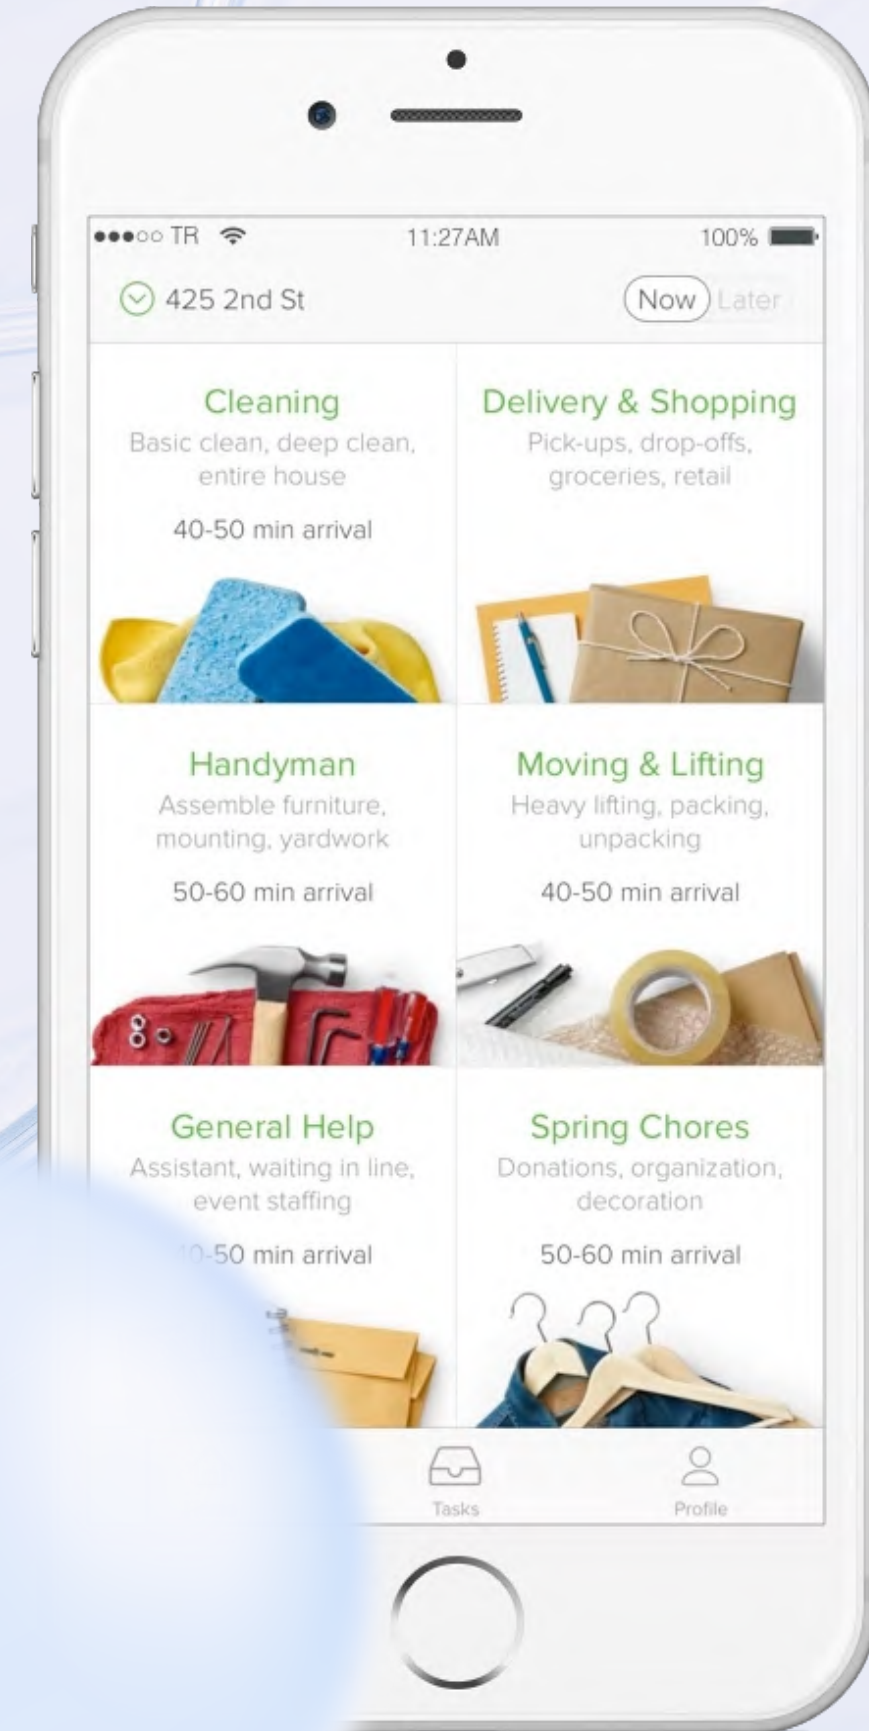 TR 11:27AM 100%
425 2nd St Now Later
Cleaning
Basic clean, deep clean,
entire house
40-50 min arrival
Delivery & Shopping
Pick-ups, drop-offs,
groceries, retail
Handyman
Assemble furniture,
mounting, yardwork
50-60 min arrival
Moving & Lifting
Heavy lifting, packing,
unpacking
40-50 min arrival
General Help
Assistant, waiting in line,
event staffing
min arrival
Spring Chores
Donations, organization,
decoration
50-60 min arrival
Tasks Profile